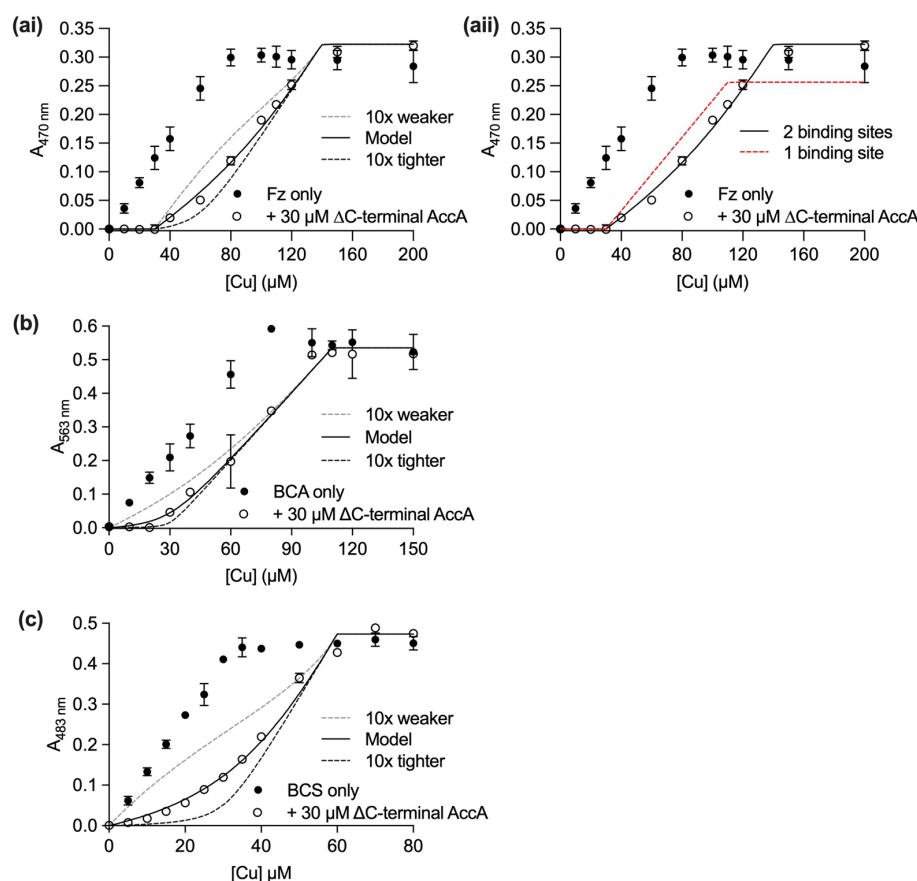 (ai)
A470 nm
0.35
0.30
0.25
0.20
0.15
0.10
0.05
0.00
0 40 80 120 160 200
[Cu] (µM)
10x weaker
Model
10x tighter
Fz only
+ 30 µM ΔC-terminal AccA
(aii)
A470 nm
0.35
0.30
0.25
0.20
0.15
0.10
0.05
0.00
0 40 80 120 160 200
[Cu] (µM)
2 binding sites
1 binding site
Fz only
+ 30 µM ΔC-terminal AccA
(b)
A563 nm
0.6
0.5
0.4
0.3
0.2
0.1
0.0
0 30 60 90 120 150
[Cu] (µM)
10x weaker
Model
10x tighter
BCA only
+ 30 µM ΔC-terminal AccA
(c)
A483 nm
0.5
0.4
0.3
0.2
0.1
0.0
0 20 40 60 80
[Cu] µM
10x weaker
Model
10x tighter
BCS only
+ 30 µM ΔC-terminal AccA